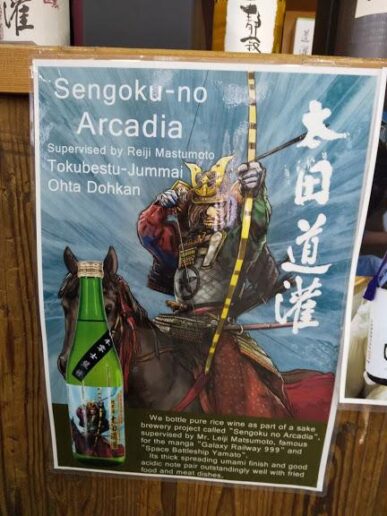 Sengoku-no
Arcadia
Supervised by Reiji Mastumoto
Tokubestu-Jummai
Ohta Dohkan
太田道灌
We bottle pure rice wine as part of a sake
brewery project called "Sengoku no Arcadia",
supervised by Mr. Leiji Matsumoto, famous
for the manga "Galaxy Railway 999" and
"Space Battleship Yamato".
Its thick spreading umami finish and good
acidic note pair outstandingly well with fried
food and meat dishes.